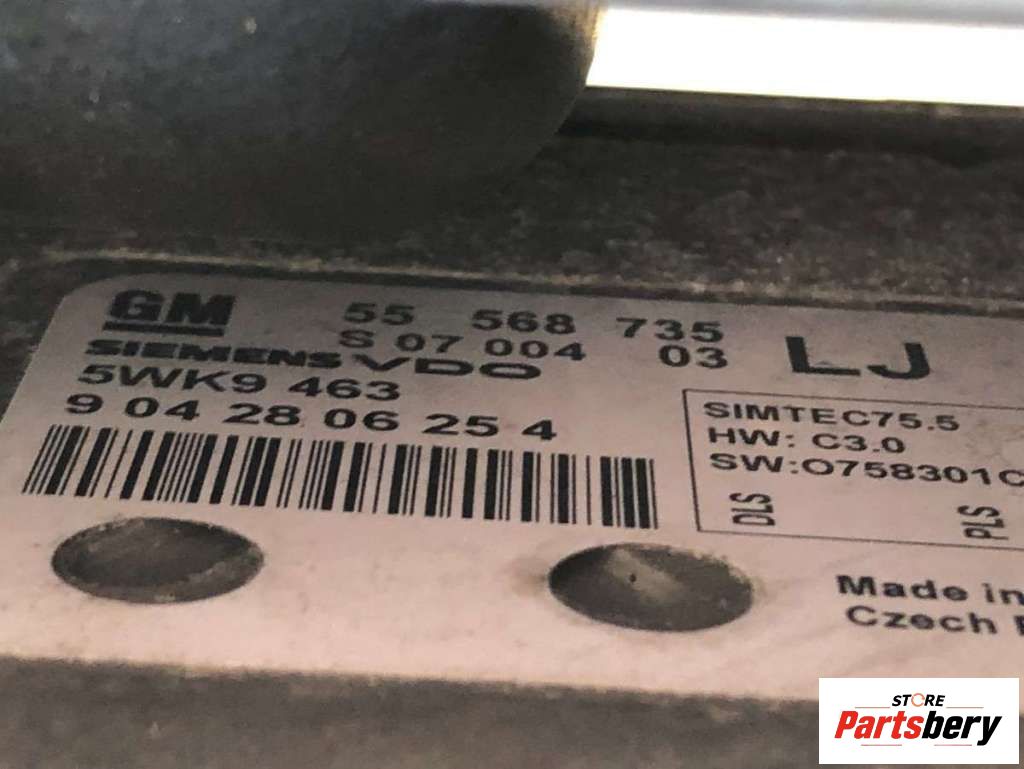 GM 55 568 735 LJ
S 07 004 03
SIEMENS VDO
5WK9 463
9 04 28 06 25 4
SIMTEC75.5
HW: C3.0
SW:O758301C
DLS PLS
Made in
Czech
STORE
Partsbery